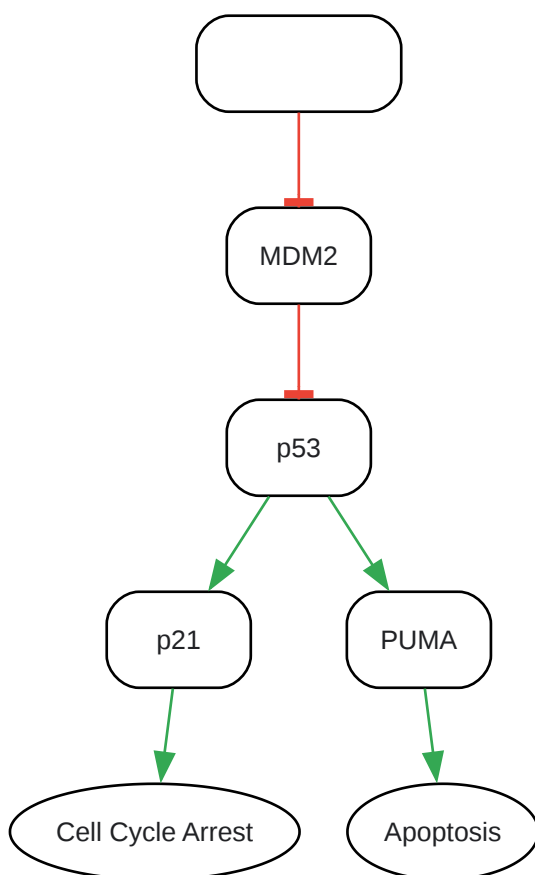 MDM2
p53
p21
PUMA
Cell Cycle Arrest
Apoptosis